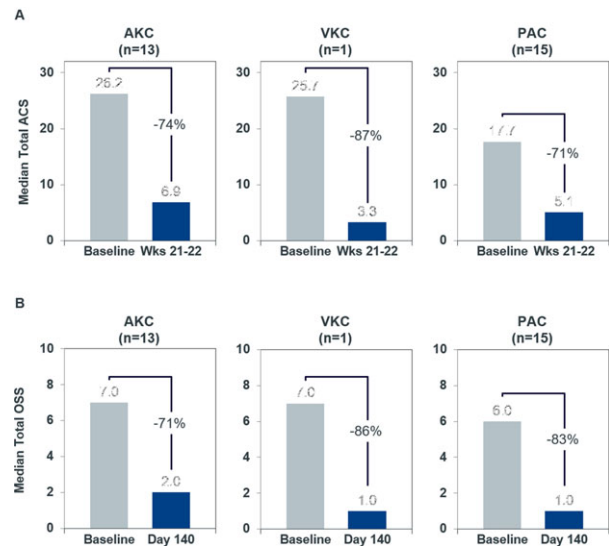 A
AKC
(n=13)
VKC
(n=1)
PAC
(n=15)
Median Total ACS
30
20
10
0
26.2
-74%
6.9
Baseline Wks 21-22
30
20
10
0
25.7
-87%
3.3
Baseline Wks 21-22
30
20
10
0
17.7
-71%
5.1
Baseline Wks 21-22
B
AKC
(n=13)
VKC
(n=1)
PAC
(n=15)
Median Total OSS
10
8
6
4
2
0
7.0
-71%
2.0
Baseline Day 140
10
8
6
4
2
0
7.0
-86%
1.0
Baseline Day 140
10
8
6
4
2
0
6.0
-83%
1.0
Baseline Day 140